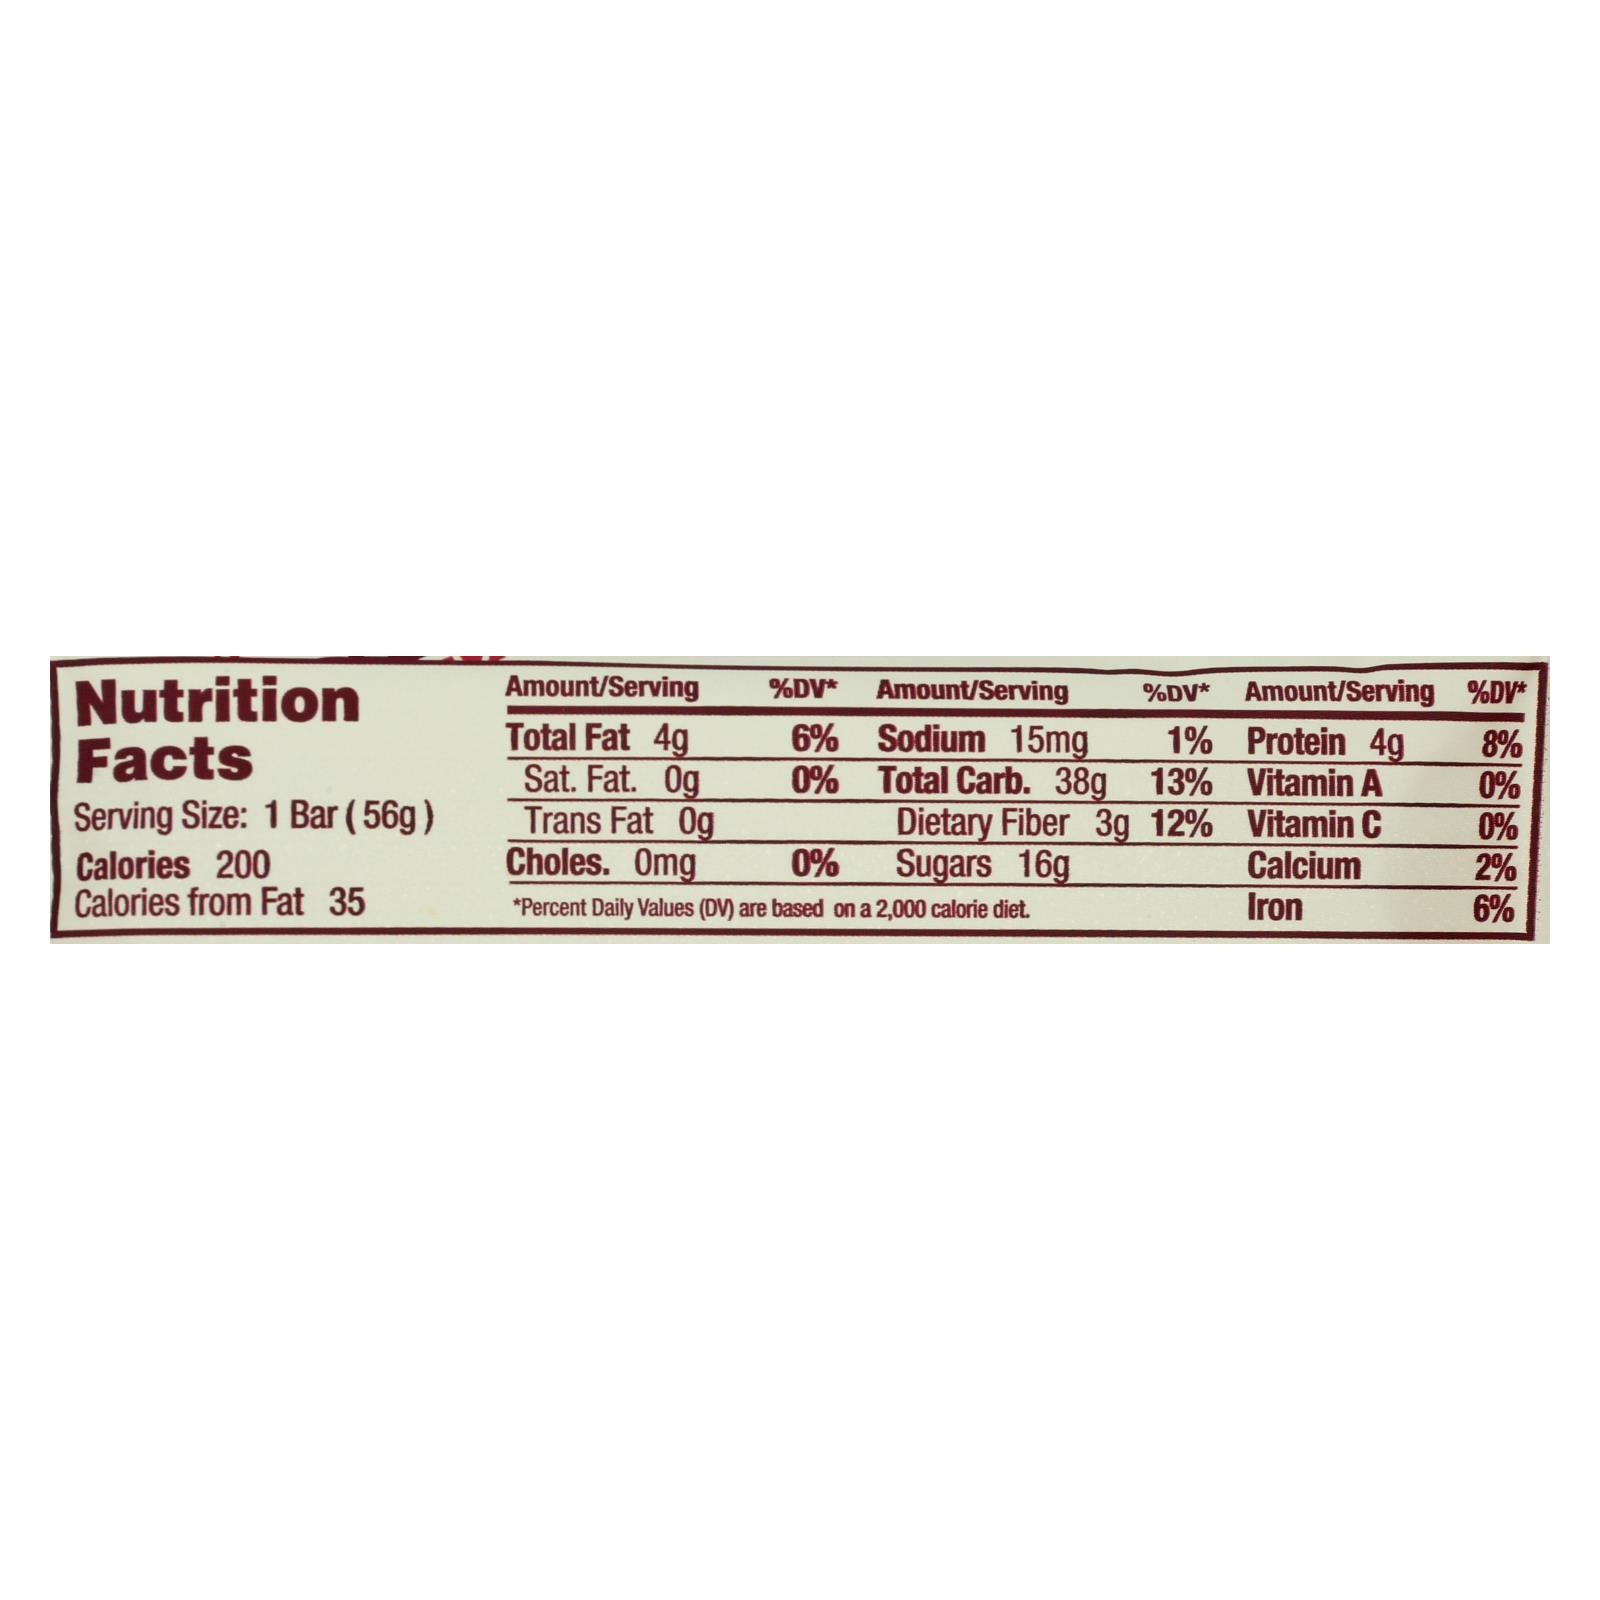 Nutrition
Facts
Serving Size: 1 Bar ( 56g )
Calories 200
Calories from Fat 35
Amount/Serving %DV*
Total Fat 4g 6%
Sat. Fat. 0g 0%
Trans Fat 0g
Choles. 0mg 0%
*Percent Daily Values (DV) are based on a 2,000 calorie diet.
Amount/Serving %DV*
Sodium 15mg 1%
Total Carb. 38g 13%
Dietary Fiber 3g 12%
Sugars 16g
Amount/Serving %DV*
Protein 4g 8%
Vitamin A 0%
Vitamin C 0%
Calcium 2%
Iron 6%